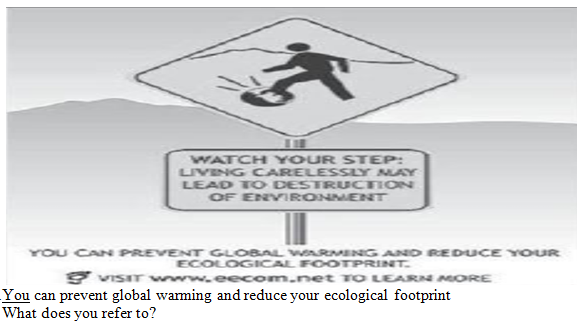 WATCH YOUR STEP:
LIVING CARELESSLY MAY
LEAD TO DESTRUCTION
OF ENVIRONMENT
YOU CAN PREVENT GLOBAL WARMING AND REDUCE YOUR
ECOLOGICAL FOOTPRINT.
VISIT www.eecom.net TO LEARN MORE
You can prevent global warming and reduce your ecological footprint
What does you refer to?